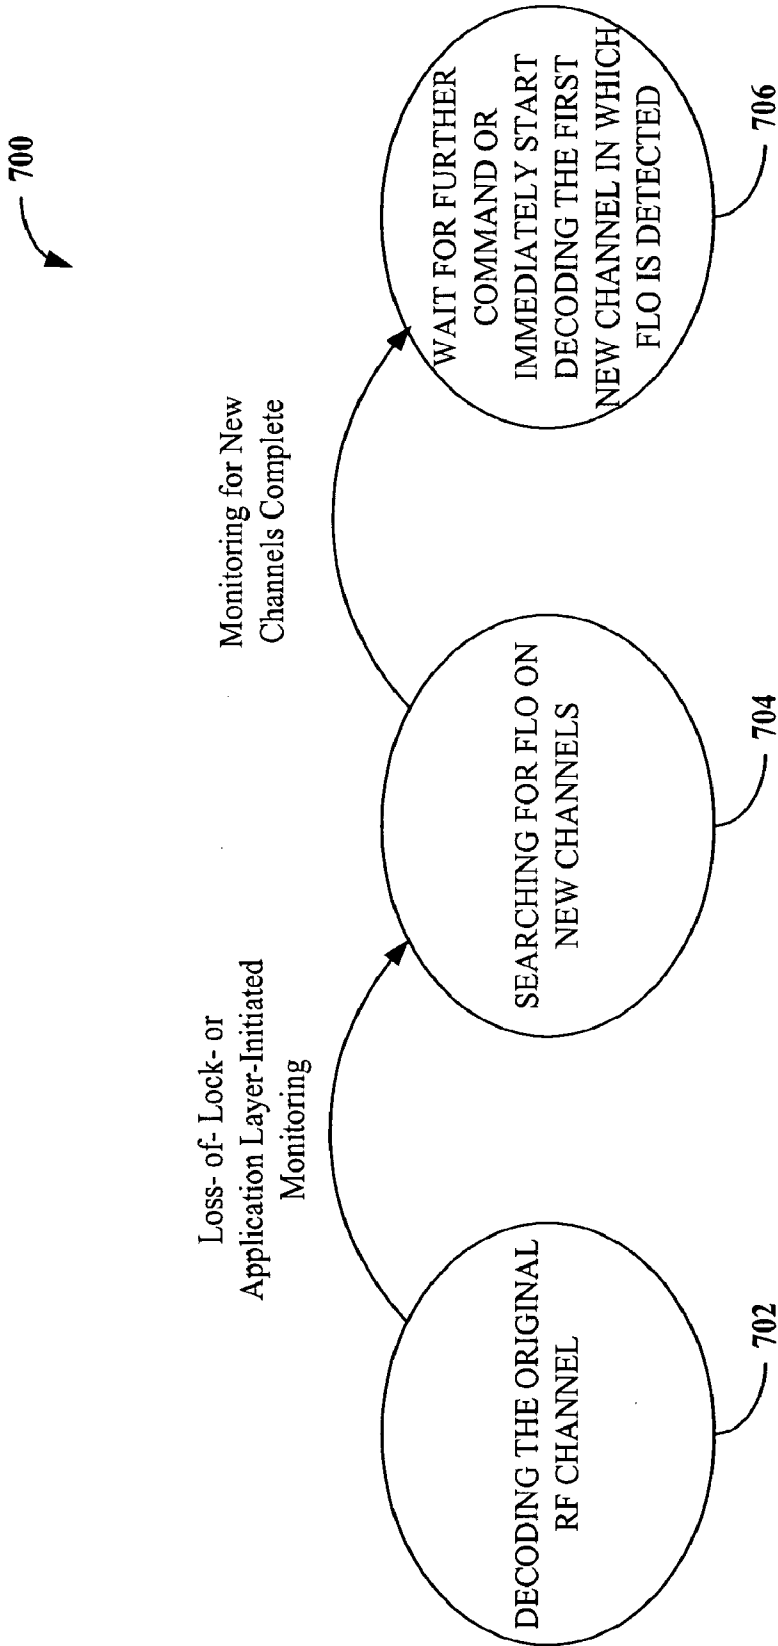 700
Loss- of- Lock- or
Application Layer-Initiated
Monitoring
Monitoring for New
Channels Complete
DECODING THE ORIGINAL
RF CHANNEL
SEARCHING FOR FLO ON
NEW CHANNELS
WAIT FOR FURTHER
COMMAND OR
IMMEDIATELY START
DECODING THE FIRST
NEW CHANNEL IN WHICH
FLO IS DETECTED
702
704
706